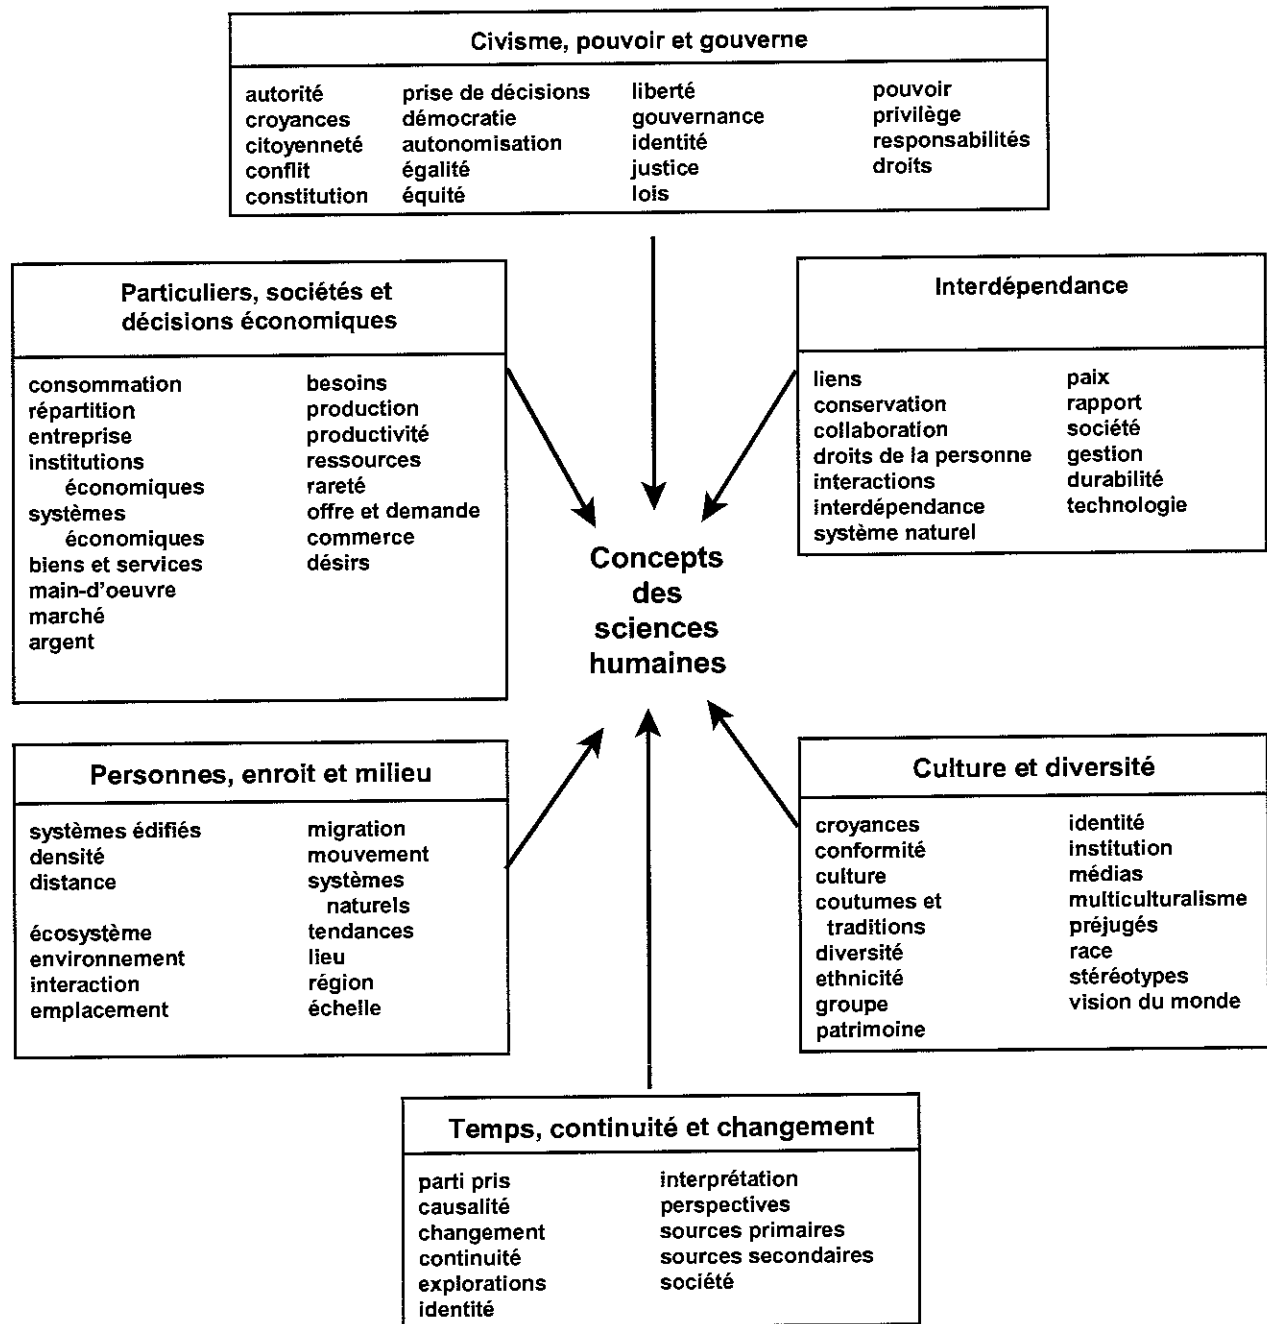 Civisme, pouvoir et gouverne
autorité
croyances
citoyenneté
conflit
constitution
prise de décisions
démocratie
autonomisation
égalité
équité
liberté
gouvernance
identité
justice
lois
pouvoir
privilège
responsabilités
droits
Particuliers, sociétés et
décisions économiques
consommation
répartition
entreprise
institutions
économiques
systèmes
économiques
biens et services
main-d'oeuvre
marché
argent
besoins
production
productivité
ressources
rareté
offre et demande
commerce
désirs
Interdépendance
liens
conservation
collaboration
droits de la personne
interactions
interdépendance
système naturel
paix
rapport
société
gestion
durabilité
technologie
Concepts
des
sciences
humaines
Personnes, enroit et milieu
systèmes édifiés
densité
distance
écosystème
environnement
interaction
emplacement
migration
mouvement
systèmes
naturels
tendances
lieu
région
échelle
Culture et diversité
croyances
conformité
culture
coutumes et
traditions
diversité
ethnicité
groupe
patrimoine
identité
institution
médias
multiculturalisme
préjugés
race
stéréotypes
vision du monde
Temps, continuité et changement
parti pris
causalité
changement
continuité
explorations
identité
interprétation
perspectives
sources primaires
sources secondaires
société